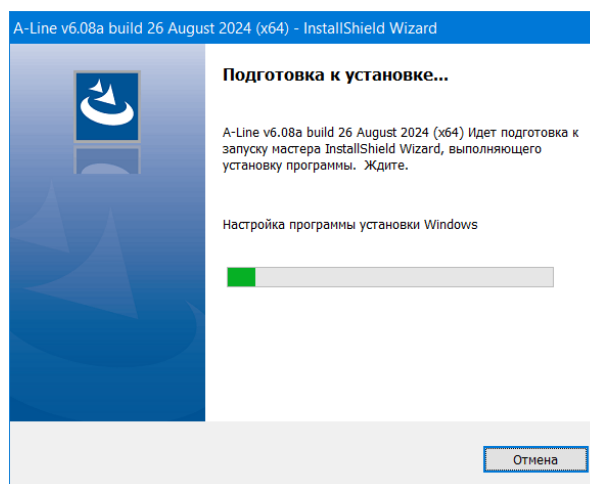 A-Line v6.08a build 26 August 2024 (x64) - InstallShield Wizard
Подготовка к установке...
A-Line v6.08a build 26 August 2024 (x64) Идет подготовка к
запуску мастера InstallShield Wizard, выполняющего
установку программы. Ждите.
Настройка программы установки Windows
Отмена